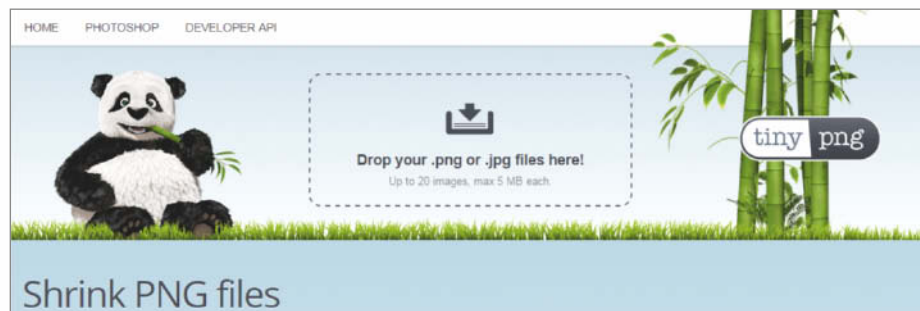 HOME PHOTOSHOP DEVELOPER API
Drop your .png or .jpg files here!
Up to 20 images, max 5 MB each.
tiny png
Shrink PNG files